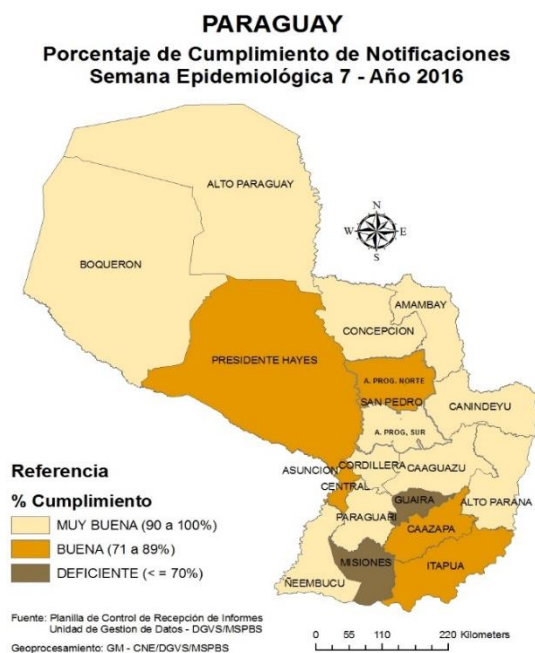 PARAGUAY
Porcentaje de Cumplimiento de Notificaciones
Semana Epidemiológica 7 - Año 2016
ALTO PARAGUAY
N
W E
S
BOQUERON
AMAMBAY
CONCEPCION
PRESIDENTE HAYES
A. PROG. NORTE
SAN PEDRO
CANINDEYU
A. PROG, SUR
ASUNCION
CORDILLERA
CAAGUAZU
CENTRAL
GUAIRA
ALTO PARANA
PARAGUARI
CAAZAPA
MISIONES
ITAPUA
ÑEEMBUCU
Referencia
% Cumplimiento
MUY BUENA (90 a 100%)
BUENA (71 a 89%)
DEFICIENTE (< = 70%)
Fuente: Planilla de Control de Recepción de Informes
Unidad de Gestion de Datos - DGVS/MSPBS
Geoprocesamiento: GM - CNE/DGVS/MSPBS
0 55 110 220 Kilometers